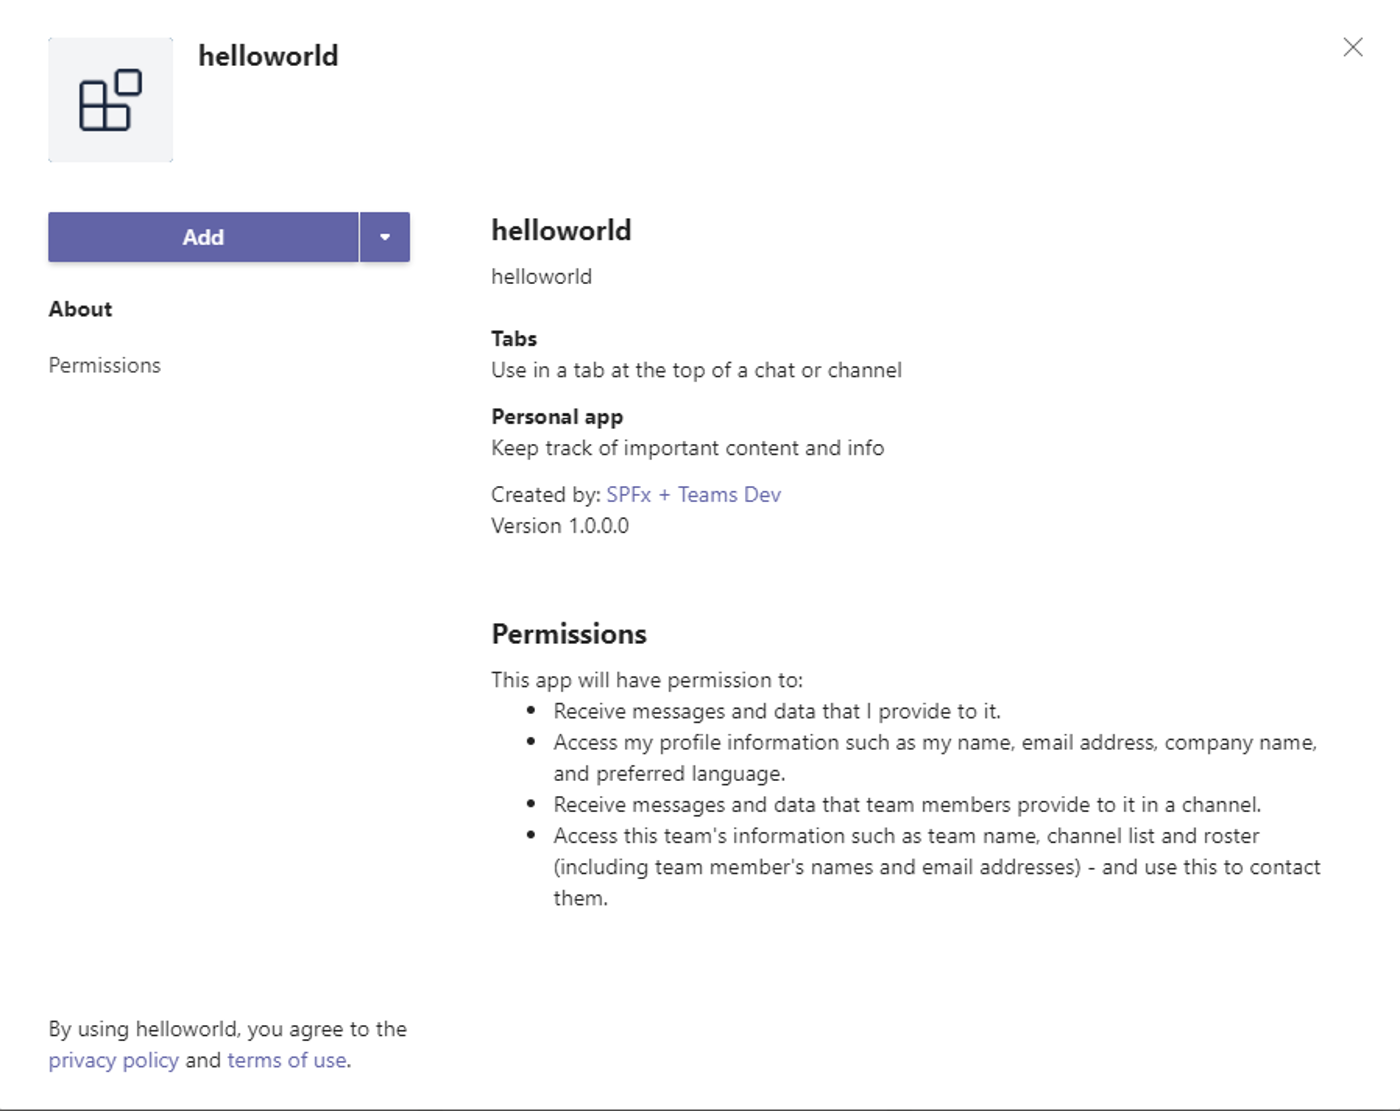 helloworld
Add
About
Permissions
helloworld
helloworld
Tabs
Use in a tab at the top of a chat or channel
Personal app
Keep track of important content and info
Created by: SPFx + Teams Dev
Version 1.0.0.0
Permissions
This app will have permission to:
• Receive messages and data that I provide to it.
• Access my profile information such as my name, email address, company name,
and preferred language.
• Receive messages and data that team members provide to it in a channel.
• Access this team's information such as team name, channel list and roster
(including team member's names and email addresses) - and use this to contact
them.
By using helloworld, you agree to the
privacy policy and terms of use.